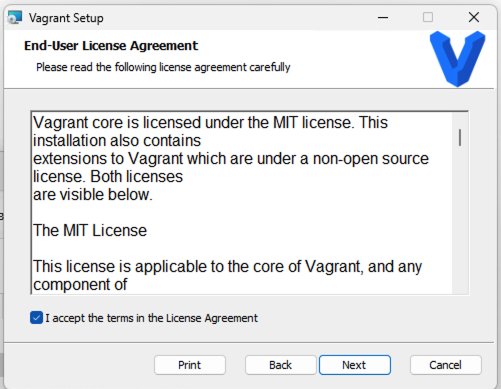 Vagrant Setup
End-User License Agreement
Please read the following license agreement carefully
Vagrant core is licensed under the MIT license. This
installation also contains
extensions to Vagrant which are under a non-open source
license. Both licenses
are visible below.
The MIT License
This license is applicable to the core of Vagrant, and any
component of
I accept the terms in the License Agreement
Print
Back
Next
Cancel